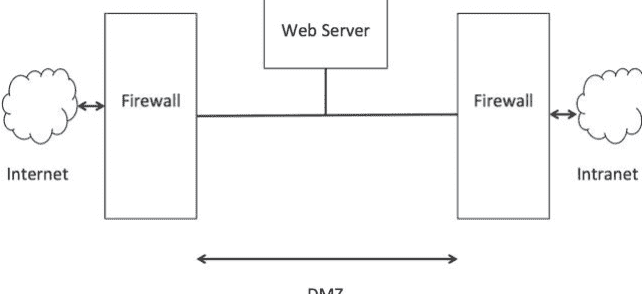 Web Server
Firewall
Firewall
Internet
Intranet
DMZ